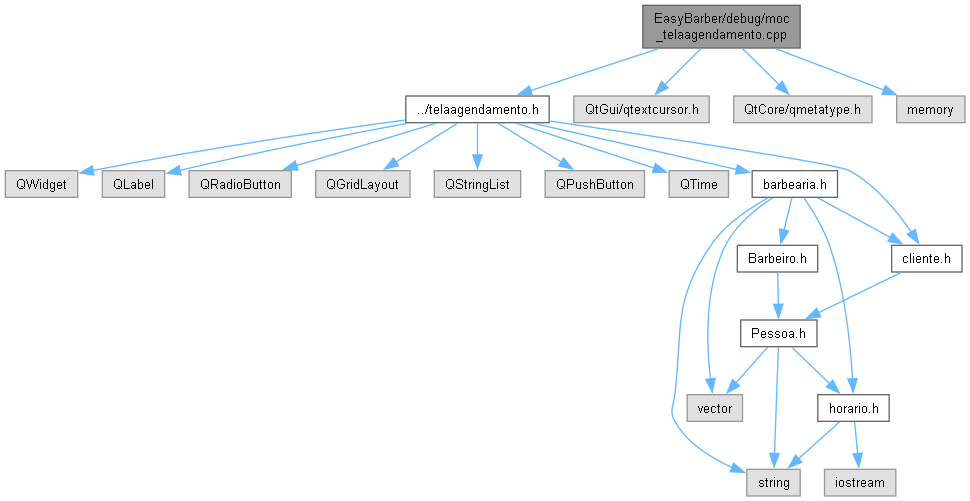 EasyBarber/debug/moc
_telaagendamento.cpp
../telaagendamento.h
QtGui/qtextcursor.h
QtCore/qmetatype.h
memory
QWidget
QLabel
QRadioButton
QGridLayout
QStringList
QPushButton
QTime
barbearia.h
Barbeiro.h
cliente.h
Pessoa.h
vector
horario.h
string
iostream